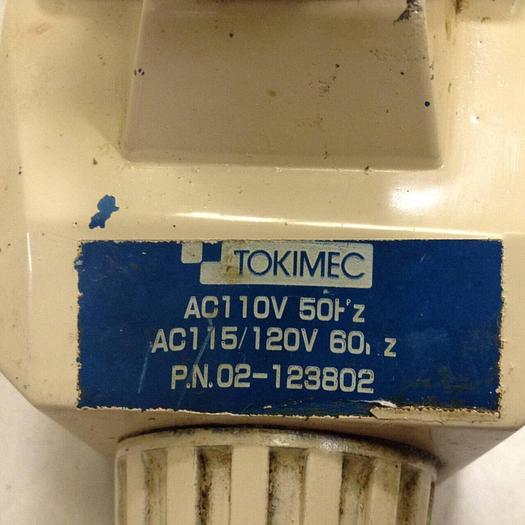 TOKIMEC
AC110V 50Hz
AC115/120V 60Hz
P.N.02-123802